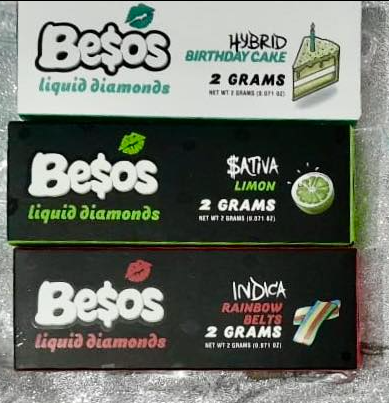 Be$os
liquid diamonds
HYBRID
BIRTHDAY CAKE
2 GRAMS
NET WT 2 GRAMS (0.071 OZ)
Be$os
liquid diamonds
$ATIVA
LIMON
2 GRAMS
NET WT 2 GRAMS (0.071 OZ)
Be$os
liquid diamonds
INDICA
RAINBOW
BELTS
2 GRAMS
NET WT 2 GRAMS (0.071 OZ)